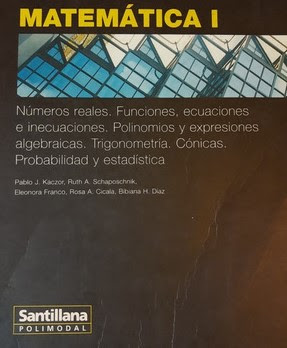 MATEMÁTICA I
Números reales. Funciones, ecuaciones
e inecuaciones. Polinomios y expresiones
algebraicas. Trigonometría. Cónicas.
Probabilidad y estadística
Pablo J. Kaczor, Ruth A. Schaposchnik,
Eleonora Franco, Rosa A. Cicala, Bibiana H. Díaz
Santillana
POLIMODAL